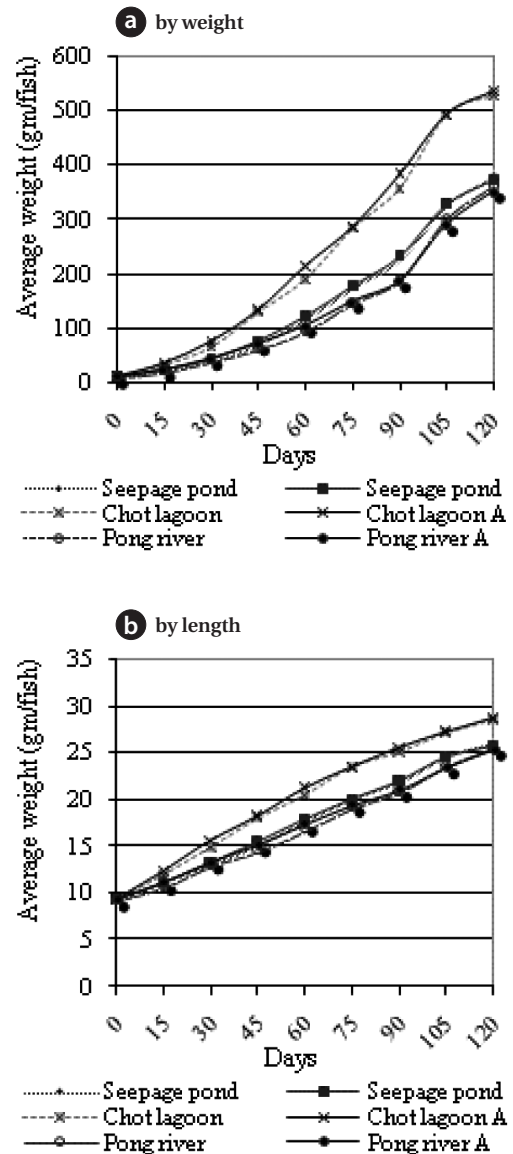 a by weight
Average weight (gm/fish)
600
500
400
300
200
100
0
0 15 30 45 60 75 90 105 120
Days
Seepage pond Seepage pond
Chot lagoon Chot lagoon A
Pong river Pong river A
b by length
Average weight (gm/fish)
35
30
25
20
15
10
5
0
0 15 30 45 60 75 90 105 120
Days
Seepage pond Seepage pond
Chot lagoon Chot lagoon A
Pong river Pong river A